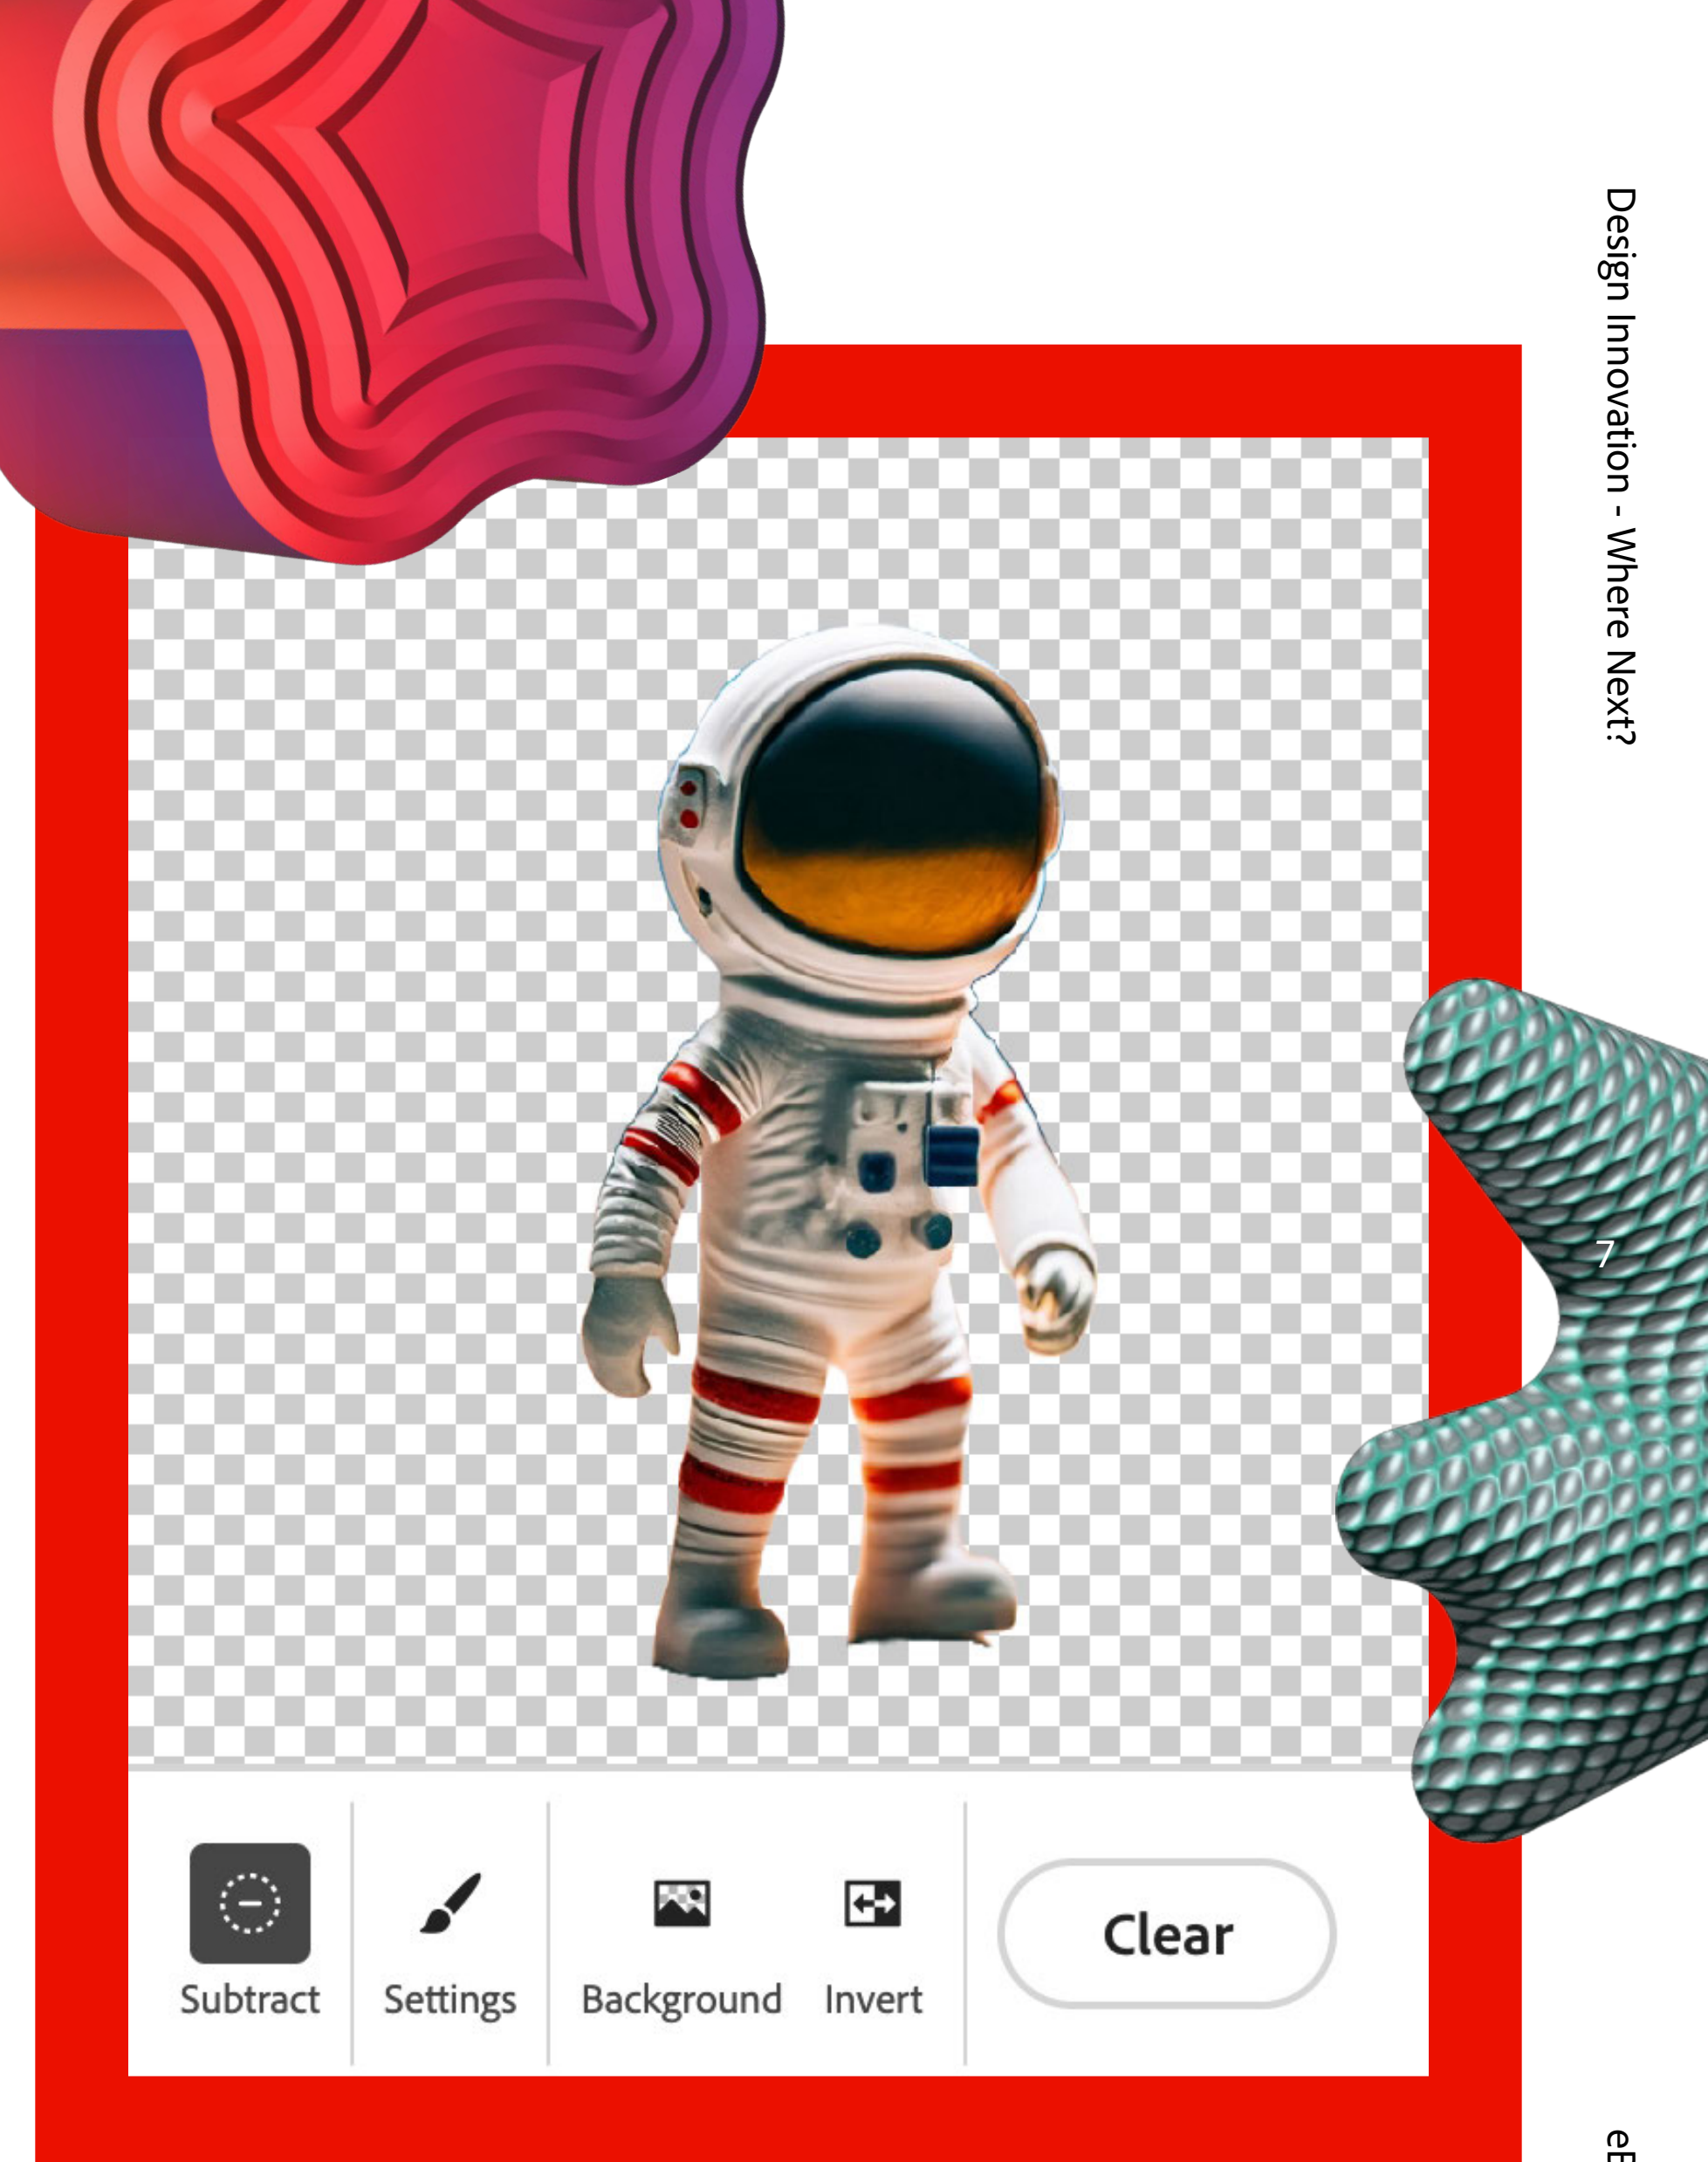 Design Innovation - Where Next?
7
Subtract
Settings
Background
Invert
Clear